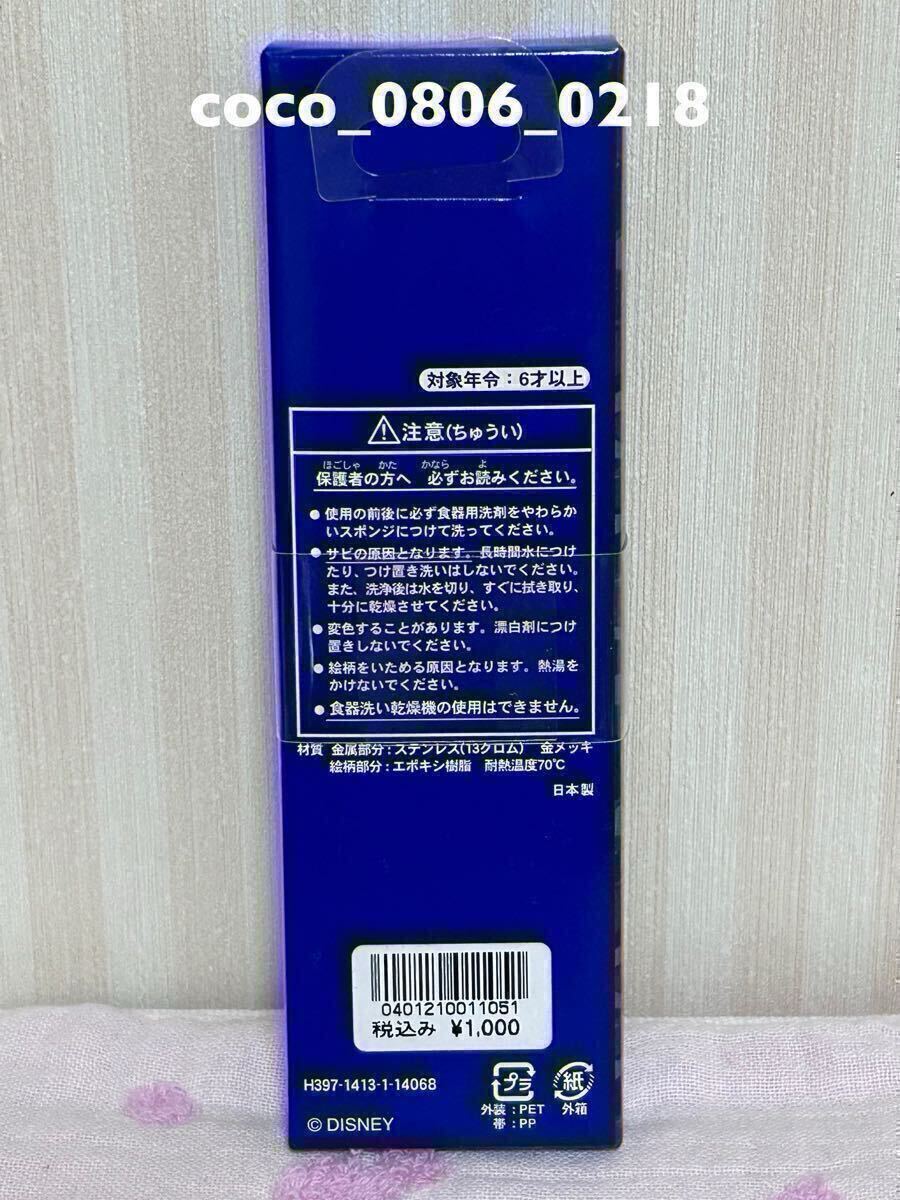 coco_0806_0218
対象年令：6才以上
⚠注意(ちゅうい)
ほごしゃ かた かなら よ
保護者の方へ 必ずお読みください。
●使用の前後に必ず食器用洗剤をやわらか
いスポンジにつけて洗ってください。
●サビの原因となります。長時間水につけ
たり、つけ置き洗いはしないでください。
また、洗浄後は水を切り、すぐに拭き取り、
十分に乾燥させてください。
●変色することがあります。漂白剤につけ
置きしないでください。
●絵柄をいためる原因となります。熱湯を
かけないでください。
●食器洗い乾燥機の使用はできません。
材質 金属部分：ステンレス(13クロム) 金メッキ
絵柄部分：エポキシ樹脂 耐熱温度70℃
日本製
0401210011051
税込み ¥1,000
H397-1413-1-14068
プラ 紙
外装：PET 外箱
帯：PP
© DISNEY